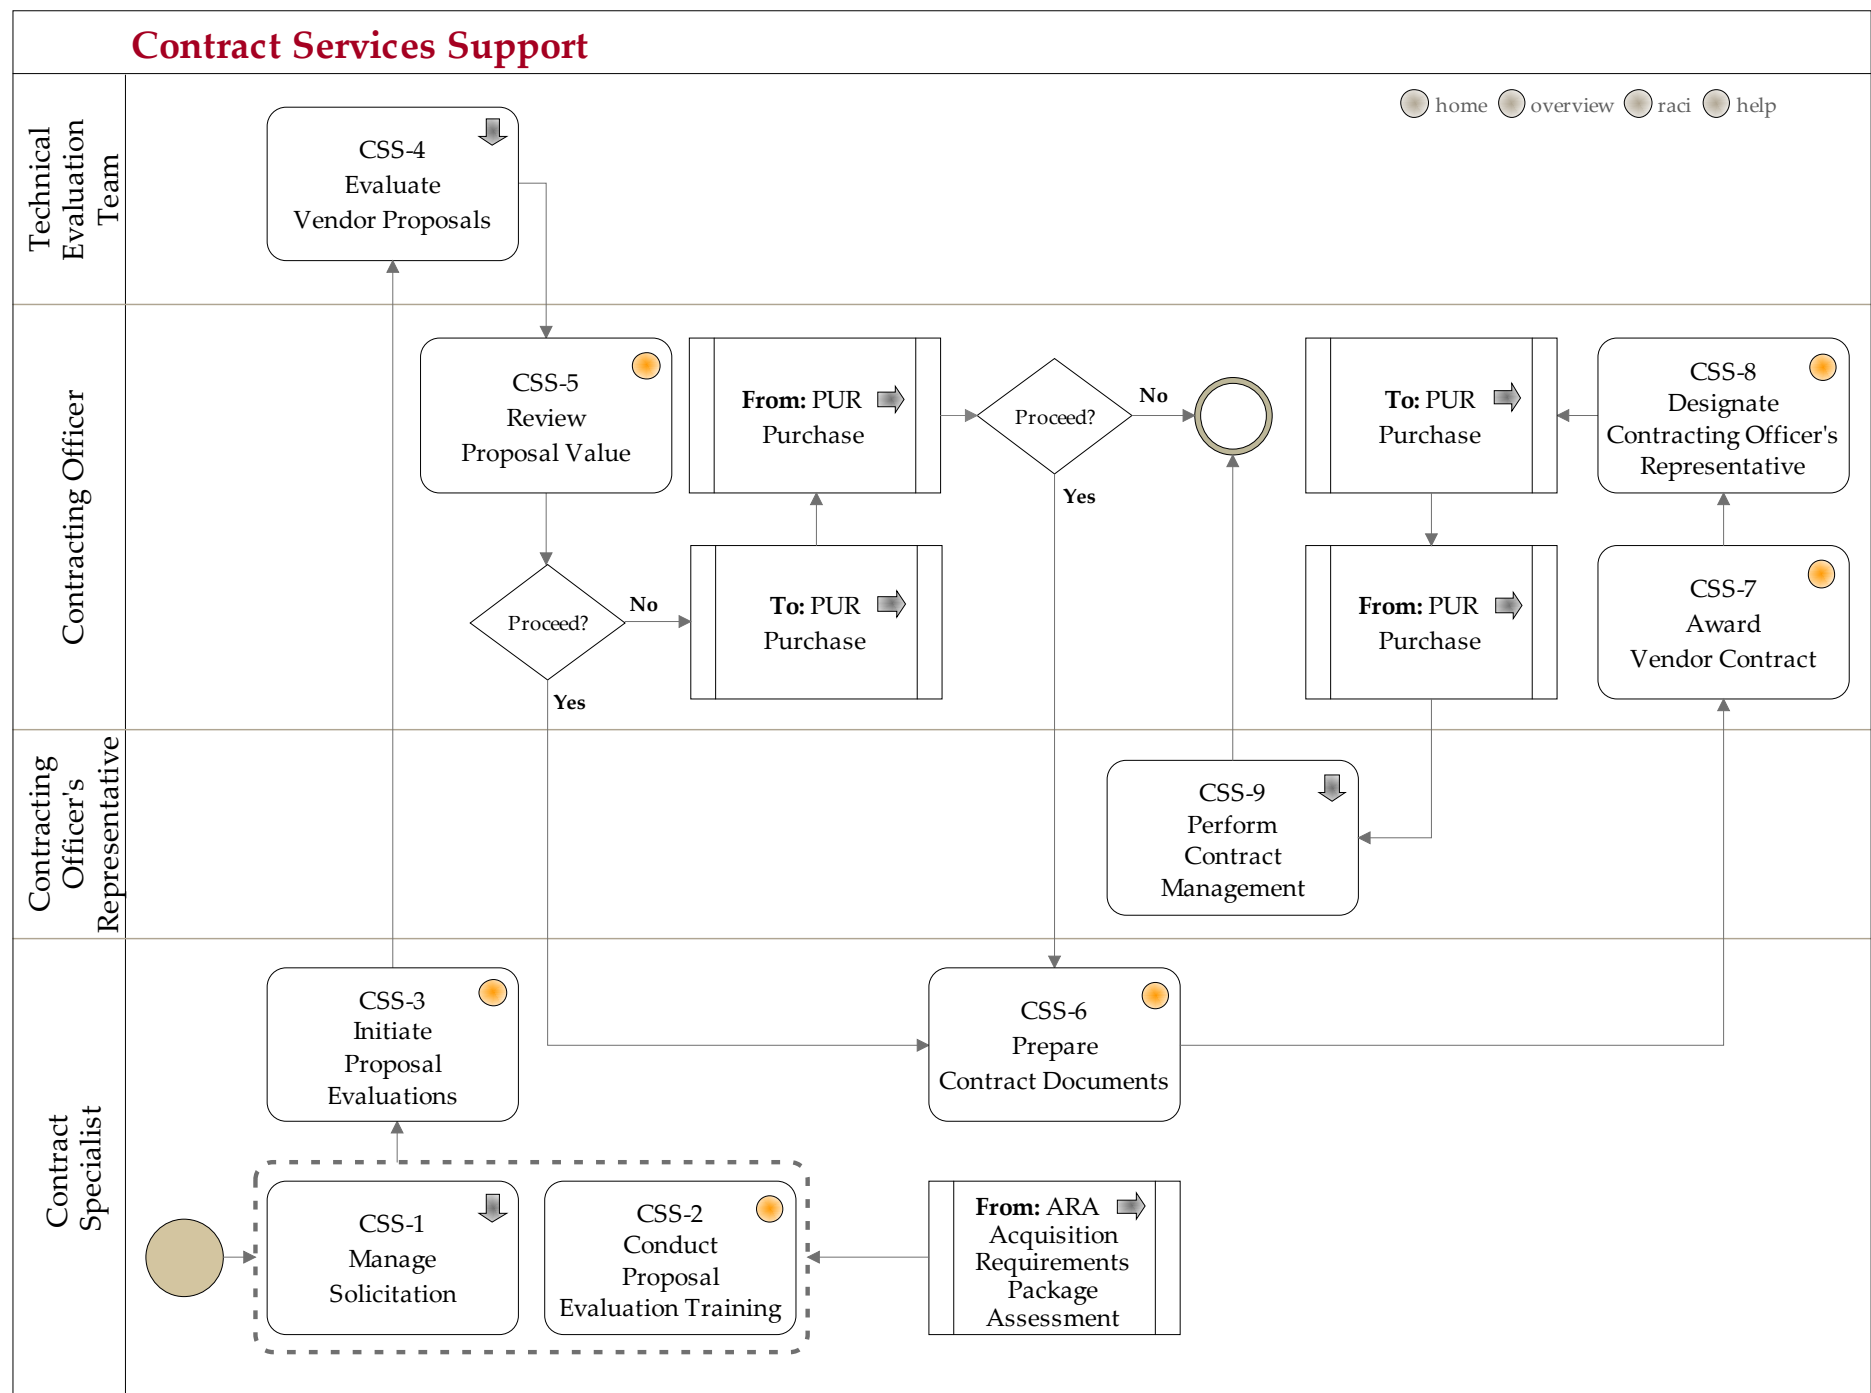 Contract Services Support
home overview raci help
Technical
Evaluation
Team
CSS-4
Evaluate
Vendor Proposals
Contracting Officer
CSS-5
Review
Proposal Value
From: PUR
Purchase
Proceed?
No
Yes
To: PUR
Purchase
CSS-8
Designate
Contracting Officer's
Representative
Proceed?
No
Yes
To: PUR
Purchase
From: PUR
Purchase
CSS-7
Award
Vendor Contract
Contracting
Officer's
Representative
CSS-9
Perform
Contract
Management
Contract
Specialist
CSS-3
Initiate
Proposal
Evaluations
CSS-6
Prepare
Contract Documents
CSS-1
Manage
Solicitation
CSS-2
Conduct
Proposal
Evaluation Training
From: ARA
Acquisition
Requirements
Package
Assessment